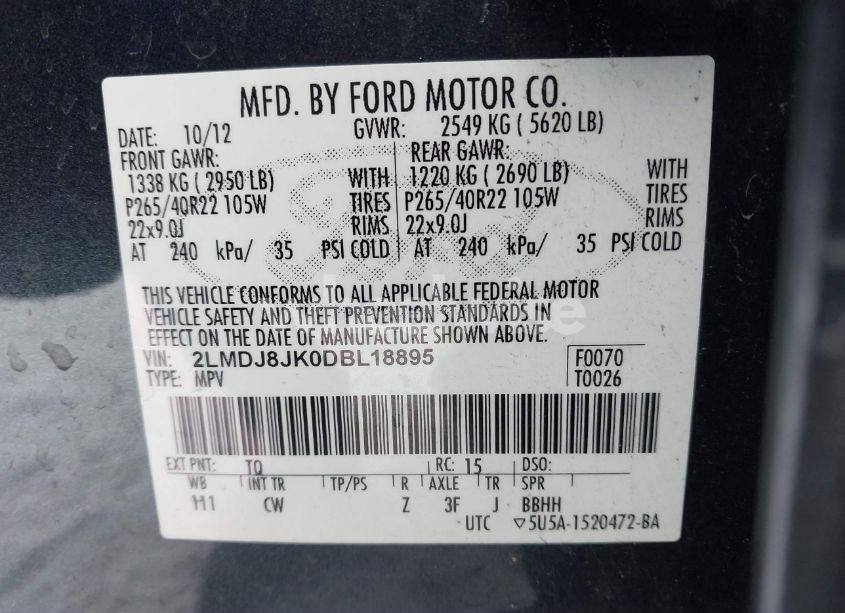 MFD. BY FORD MOTOR CO.
DATE: 10/12 GVWR: 2549 KG ( 5620 LB)
FRONT GAWR: REAR GAWR:
1338 KG ( 2950 LB) WITH 1220 KG ( 2690 LB) WITH
P265/40R22 105W TIRES P265/40R22 105W TIRES
22x9.0J RIMS 22x9.0J RIMS
AT 240 kPa/ 35 PSI COLD AT 240 kPa/ 35 PSI COLD
THIS VEHICLE CONFORMS TO ALL APPLICABLE FEDERAL MOTOR
VEHICLE SAFETY AND THEFT PREVENTION STANDARDS IN
EFFECT ON THE DATE OF MANUFACTURE SHOWN ABOVE.
VIN: 2LMDJ8JK0DBL18895 F0070
TYPE: MPV T0026
EXT PNT: TQ RC: 15 DSO:
WB INT TR TP/PS R AXLE TR SPR
H1 CW Z 3F J BBHH
UTC ▽5U5A-1520472-BA